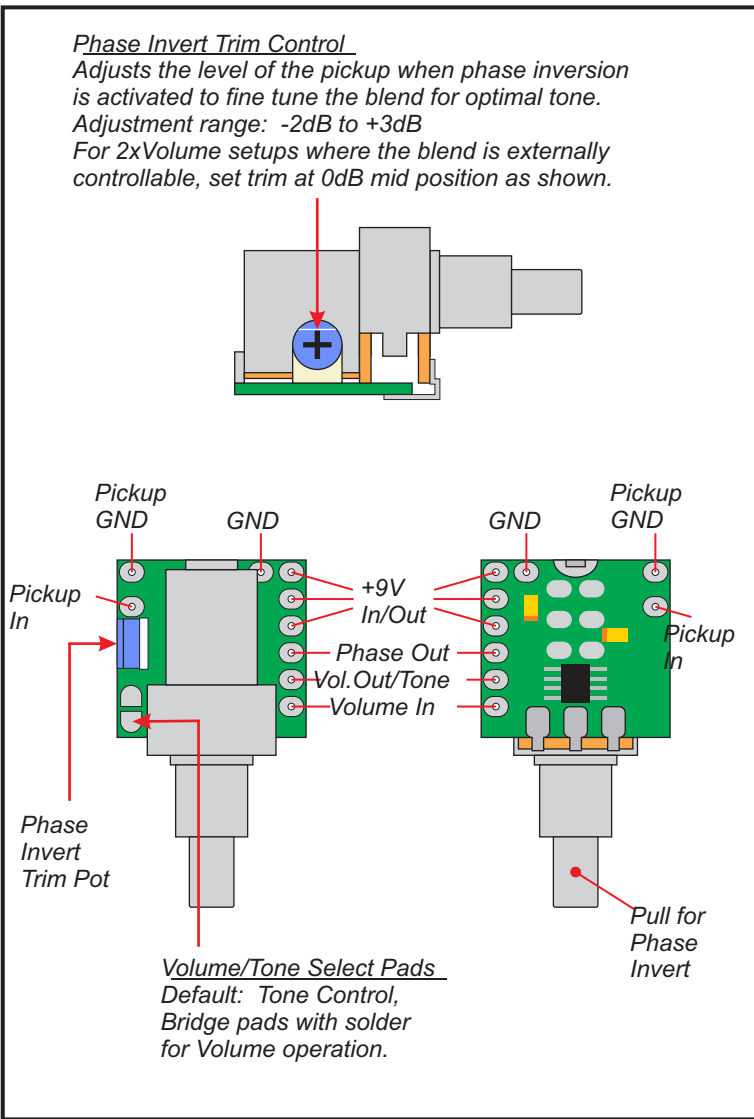 Phase Invert Trim Control
Adjusts the level of the pickup when phase inversion
is activated to fine tune the blend for optimal tone.
Adjustment range:  -2dB to +3dB
For 2xVolume setups where the blend is externally
controllable, set trim at 0dB mid position as shown.
Pickup
GND
GND
Pickup
In
+9V
In/Out
Phase Out
Vol.Out/Tone
Volume In
GND
Pickup
GND
Pickup
In
Phase
Invert
Trim Pot
Pull for
Phase
Invert
Volume/Tone Select Pads
Default:  Tone Control,
Bridge pads with solder
for Volume operation.